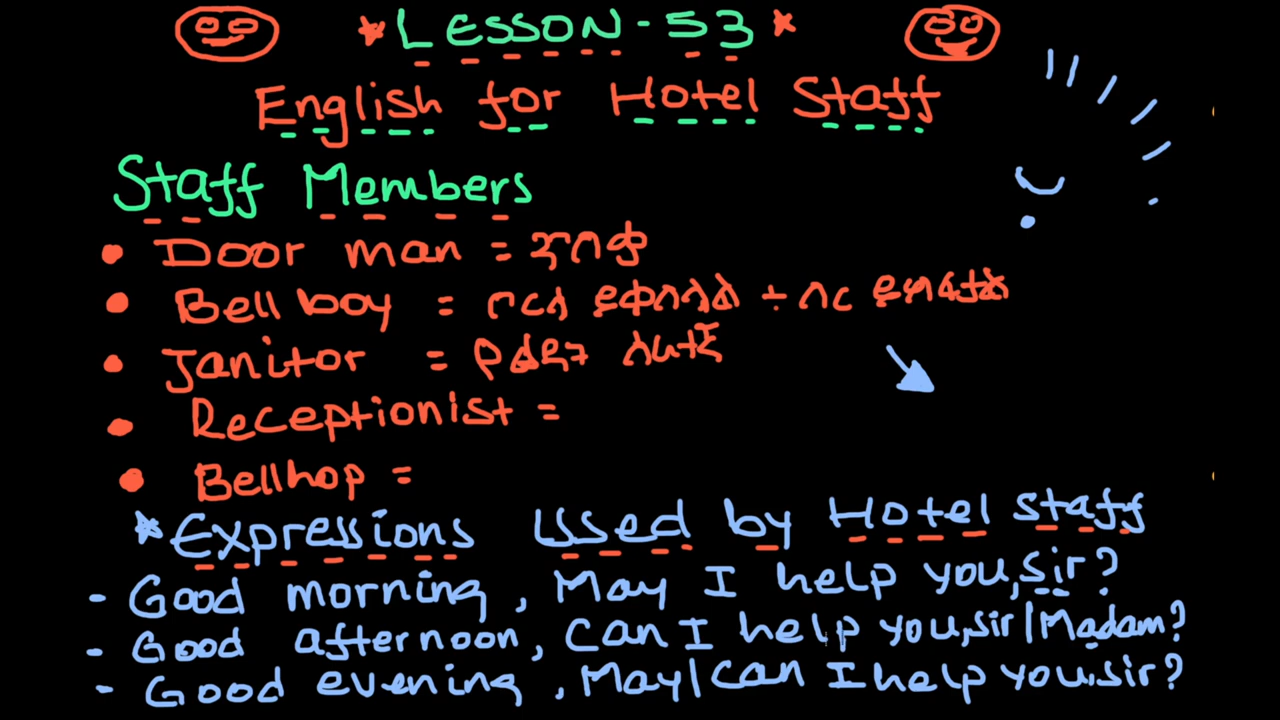 *LESSON-53*
English for Hotel Staff
Staff Members
• Door man =
• Bell boy =
• Janitor = የፅዳት ሰራተኛ
• Receptionist =
• Bellhop =
* Expressions Used by Hotel staff
- Good morning, May I help you, sir?
- Good afternoon, can I help you, sir/Madam?
- Good evening, May/can I help you, sir?